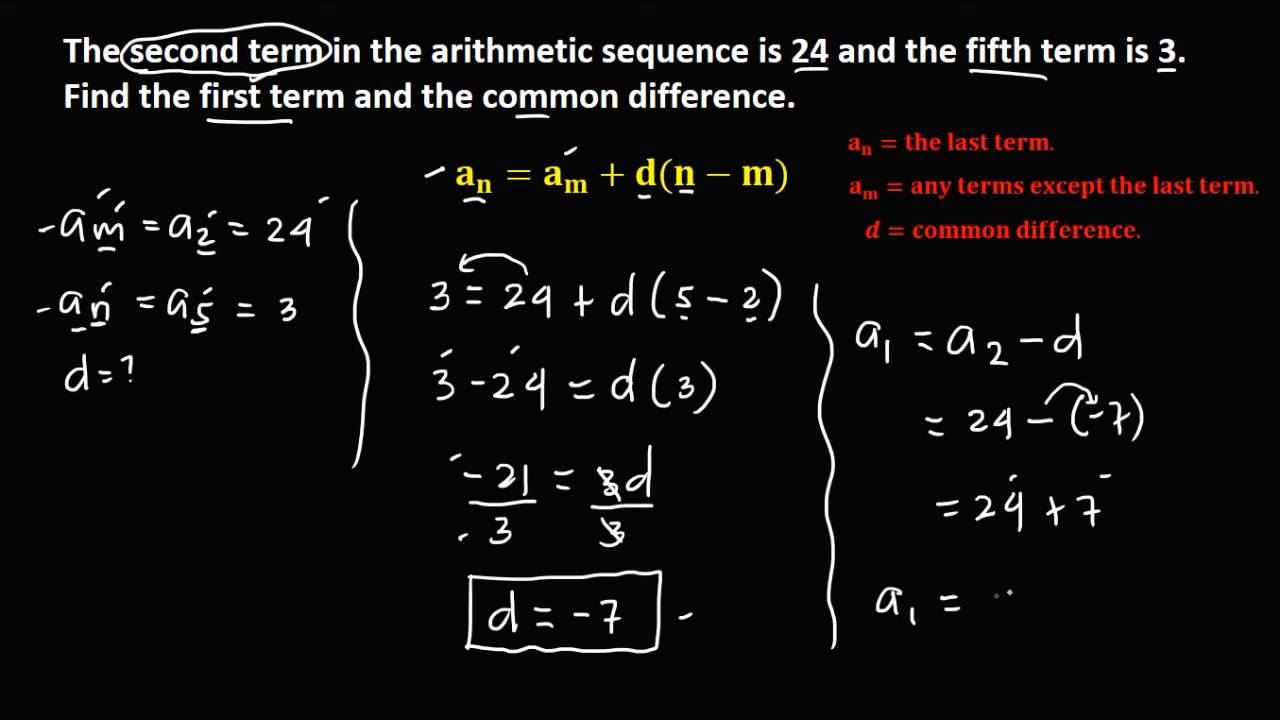 The second term in the arithmetic sequence is 24 and the fifth term is 3.
Find the first term and the common difference.
aₙ = aₘ + d(n − m)
aₙ = the last term.
aₘ = any terms except the last term.
d = common difference.
aₘ = a₂ = 24
aₙ = a₅ = 3
d = ?
3 = 24 + d(5 − 2)
3 − 24 = d(3)
−21/3 = 3d/3
d = −7
a₁ = a₂ − d
= 24 − (−7)
= 24 + 7
a₁ =